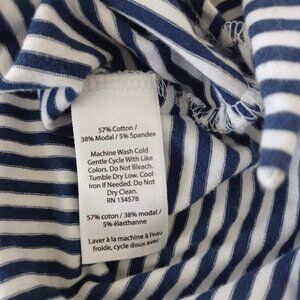 57% Cotton /
38% Modal / 5% Spandex
Machine Wash Cold
Gentle Cycle With Like
Colors. Do Not Bleach.
Tumble Dry Low. Cool
Iron If Needed. Do Not
Dry Clean.
RN 134578
57% coton / 38% modal /
5% élasthanne
Laver à la machine à l'eau
froide, cycle doux avec